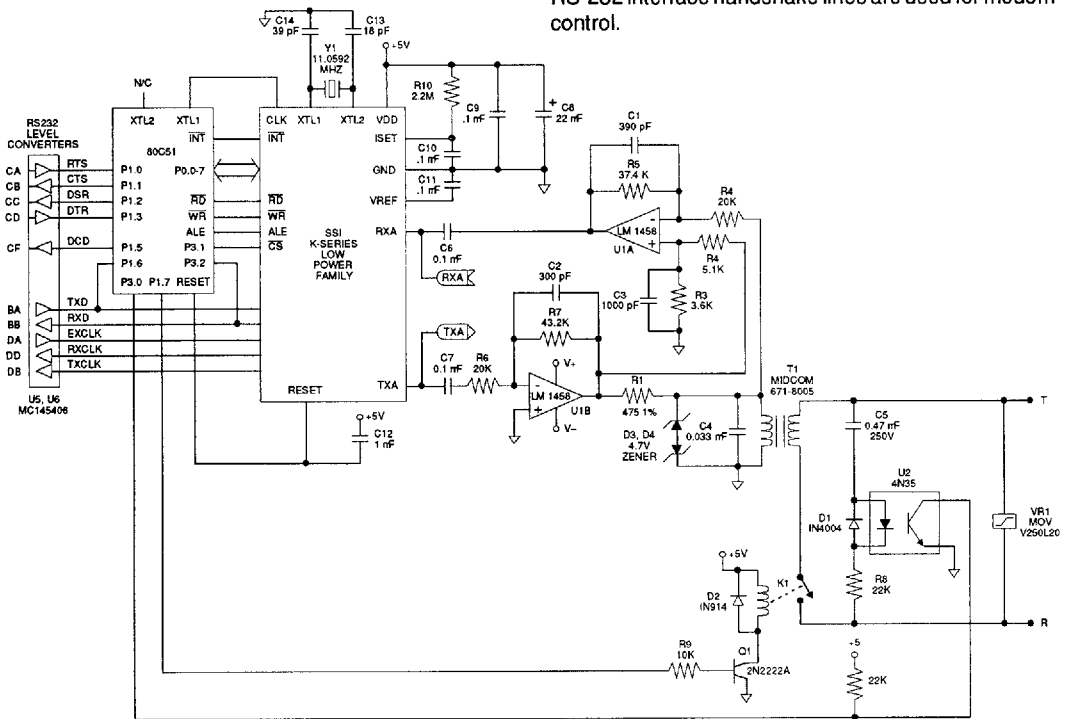 control.
C14
39 pF
C13
18 pF
Y1
11.0592
MHZ
+5V
N/C
R10
2.2M
C9
.1 mF
+
C8
22 mF
XTL2
XTL1
INT
80C51
P1.0
P0.0-7
P1.1
P1.2
RD
P1.3
WR
ALE
P1.5
P3.1
P1.6
P3.2
P3.0
P1.7
RESET
CLK
XTL1
XTL2
VDD
INT
ISET
GND
VREF
RD
WR
ALE
CS
RXA
SSI
K-SERIES
LOW
POWER
FAMILY
TXA
RESET
C10
.1 mF
C11
.1 mF
RS232
LEVEL
CONVERTERS
CA
RTS
CB
CTS
CC
DSR
CD
DTR
CF
DCD
BA
TXD
BB
RXD
DA
EXCLK
DD
RXCLK
DB
TXCLK
U5, U6
MC145406
+5V
C12
1 mF
C1
390 pF
R5
37.4 K
R4
20K
LM 1458
-
+
U1A
R4
5.1K
C3
1000 pF
R3
3.6K
C6
0.1 mF
RXA
TXA
C2
300 pF
R7
43.2K
C7
0.1 mF
R6
20K
V+
-
LM 1458
+
U1B
V–
R1
475 1%
D3, D4
4.7V
ZENER
C4
0.033 mF
T1
MIDCOM
671-8005
T
C5
0.47 mF
250V
U2
4N35
D1
IN4004
VR1
MOV
V250L20
R8
22K
R
+5V
D2
IN914
K1
R9
10K
Q1
2N2222A
+5
22K